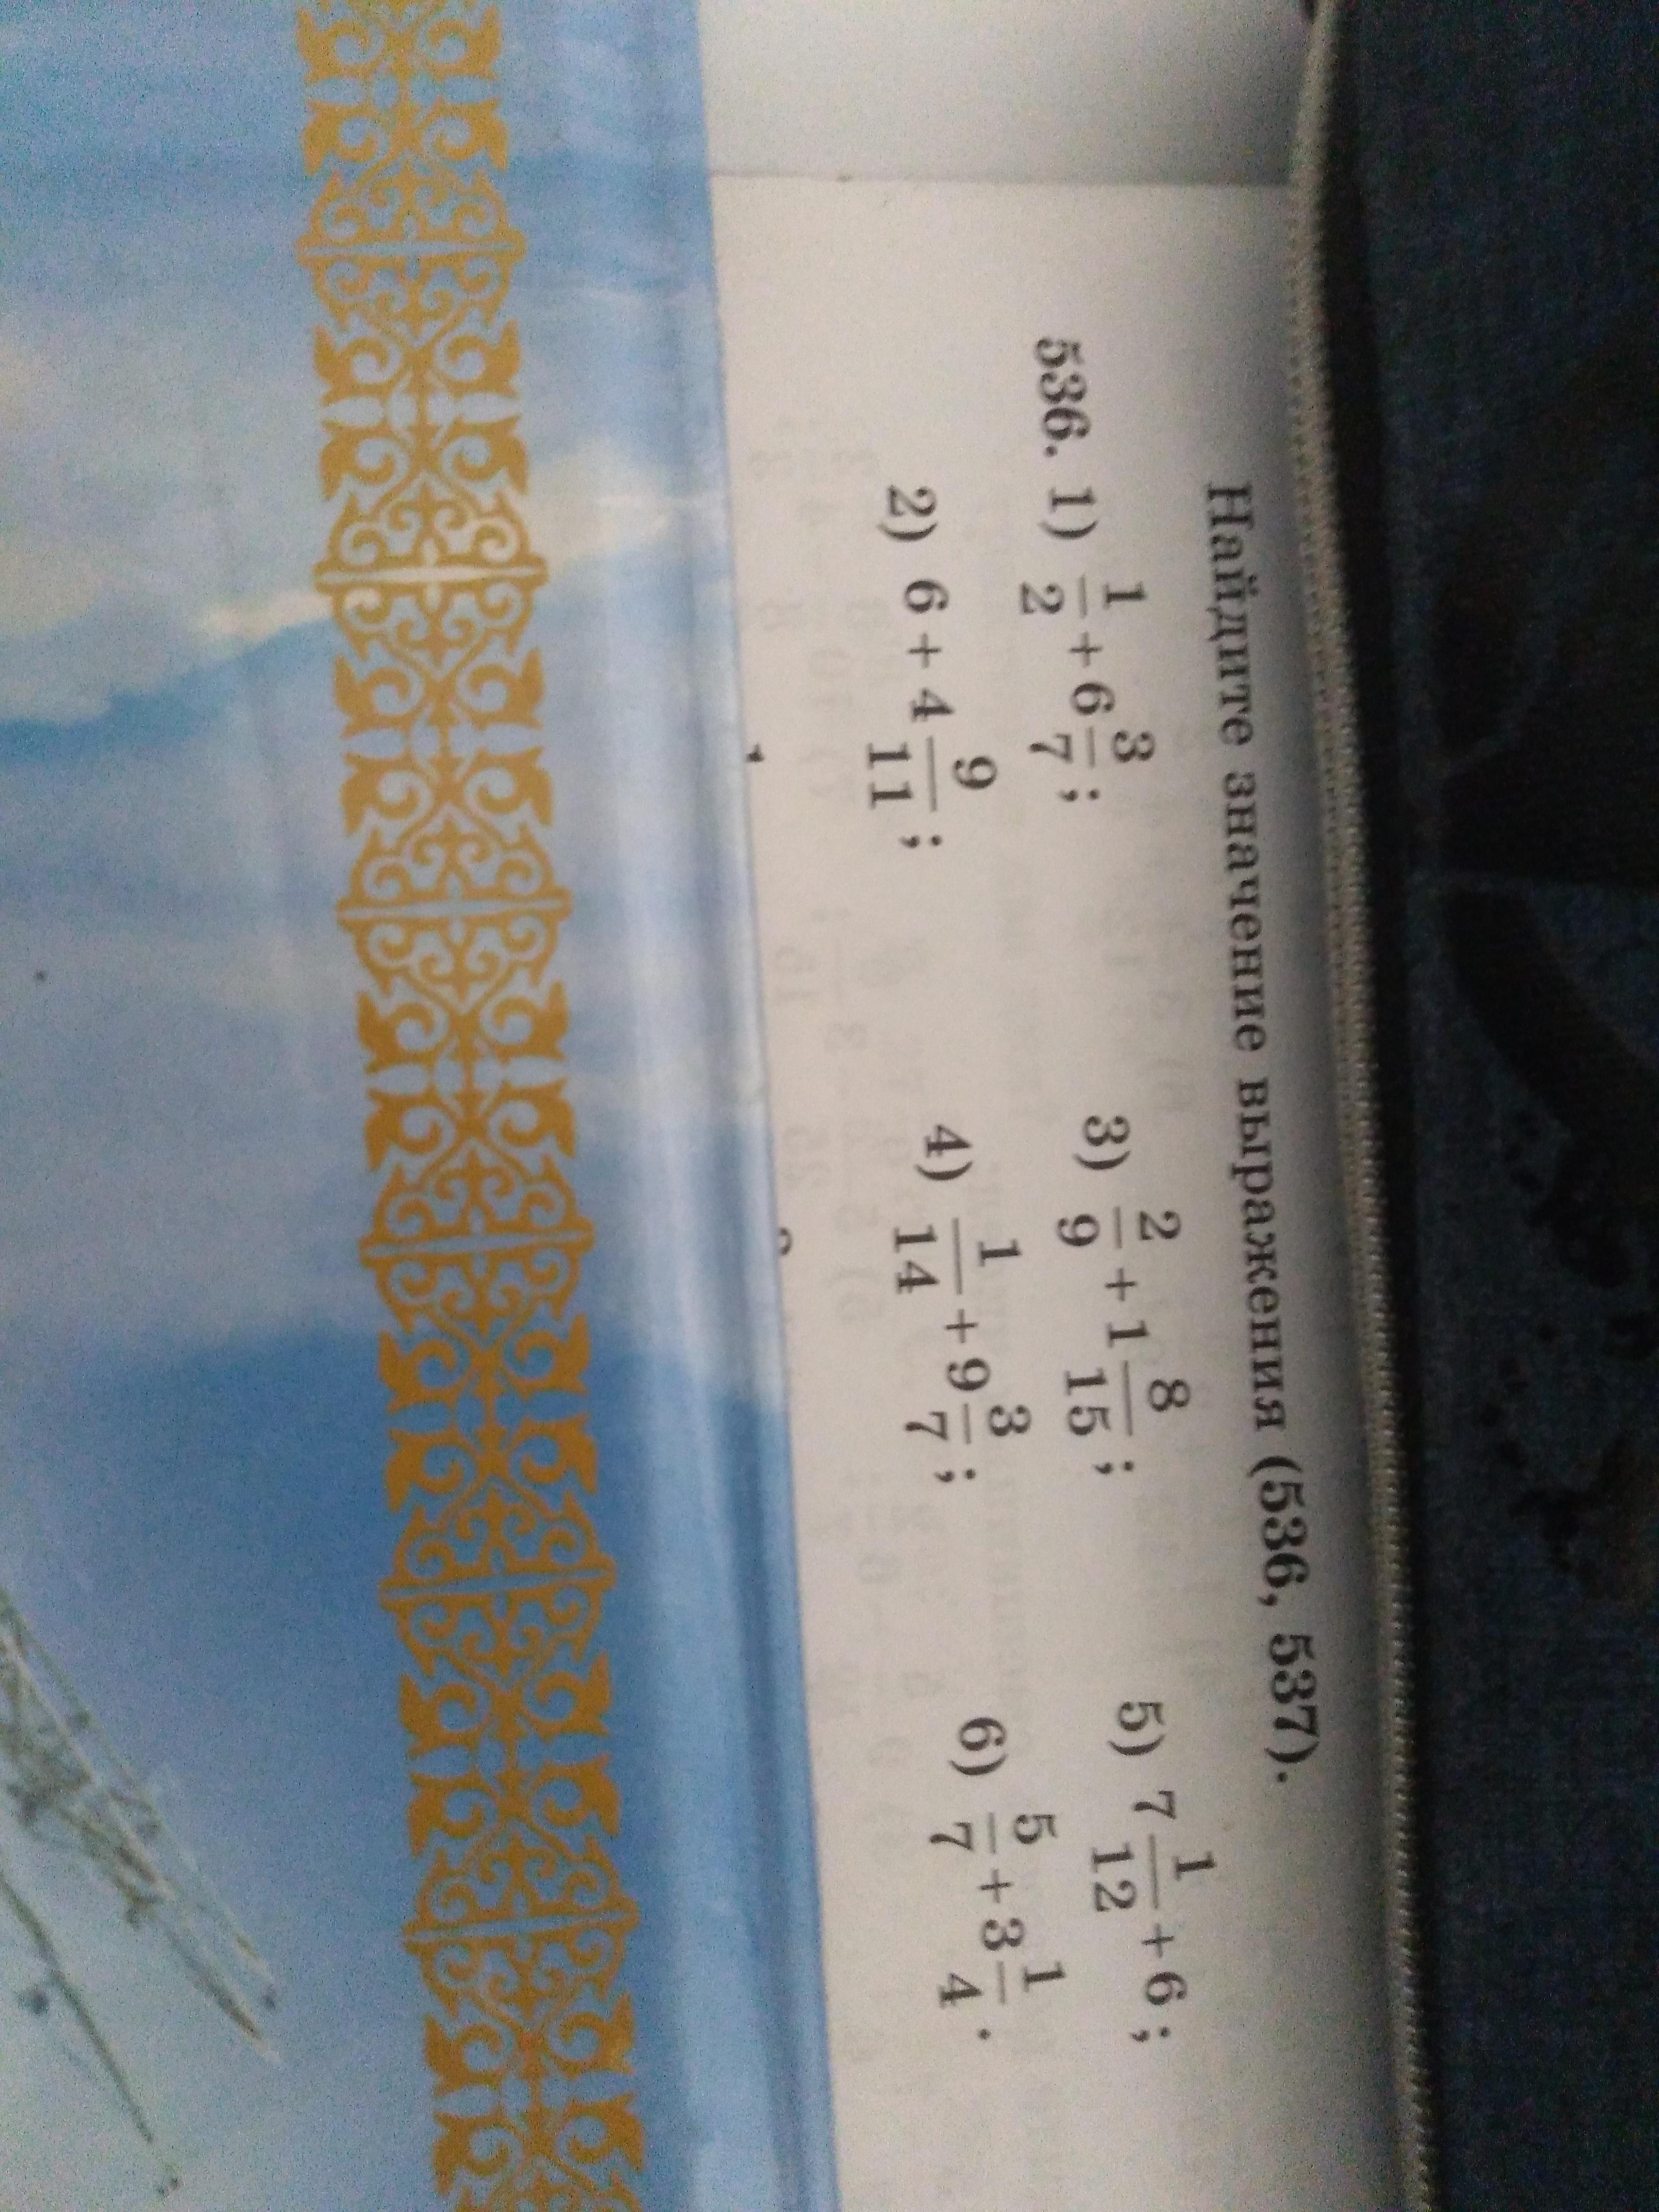 Найдите значение выражения (536, 537).
536. 1) 1/2 + 6 3/7; 3) 2/9 + 1 8/15; 5) 7 1/12 + 6;
2) 6 + 4 9/11; 4) 1/14 + 9 3/7; 6) 5/7 + 3 1/4.